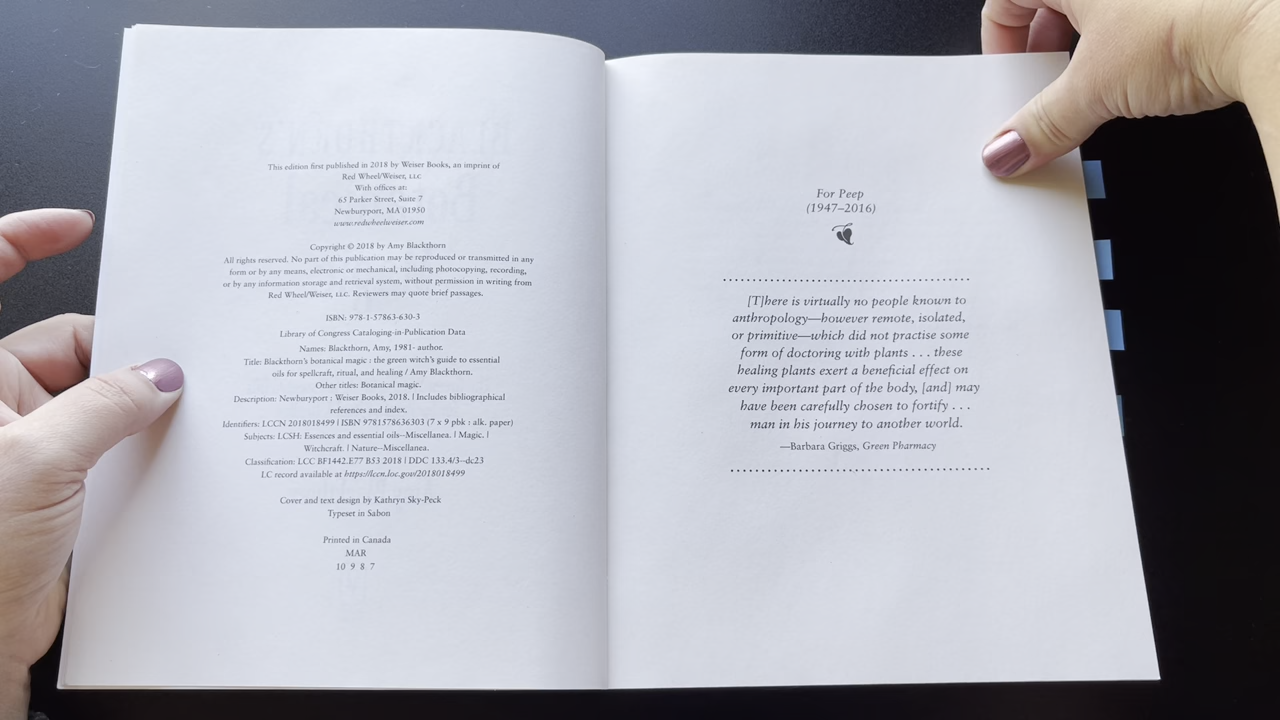 This edition first published in 2018 by Weiser Books, an imprint of
Red Wheel/Weiser, LLC
With offices at:
65 Parker Street, Suite 7
Newburyport, MA 01950
www.redwheelweiser.com
Copyright © 2018 by Amy Blackthorn
All rights reserved. No part of this publication may be reproduced or transmitted in any
form or by any means, electronic or mechanical, including photocopying, recording,
or by any information storage and retrieval system, without permission in writing from
Red Wheel/Weiser, LLC. Reviewers may quote brief passages.
ISBN: 978-1-57863-630-3
Library of Congress Cataloging-in-Publication Data
Names: Blackthorn, Amy, 1981- author.
Title: Blackthorn's botanical magic : the green witch's guide to essential
oils for spellcraft, ritual, and healing / Amy Blackthorn.
Other titles: Botanical magic.
Description: Newburyport : Weiser Books, 2018. | Includes bibliographical
references and index.
Identifiers: LCCN 2018018499 | ISBN 9781578636303 (7 x 9 pbk : alk. paper)
Subjects: LCSH: Essences and essential oils--Miscellanea. | Magic. |
Witchcraft. | Nature--Miscellanea.
Classification: LCC BF1442.E77 B53 2018 | DDC 133.4/3--dc23
LC record available at https://lccn.loc.gov/2018018499
Cover and text design by Kathryn Sky-Peck
Typeset in Sabon
Printed in Canada
MAR
10 9 8 7
For Peep
(1947–2016)
[T]here is virtually no people known to
anthropology—however remote, isolated,
or primitive—which did not practise some
form of doctoring with plants . . . these
healing plants exert a beneficial effect on
every important part of the body, [and] may
have been carefully chosen to fortify . . .
man in his journey to another world.
—Barbara Griggs, Green Pharmacy